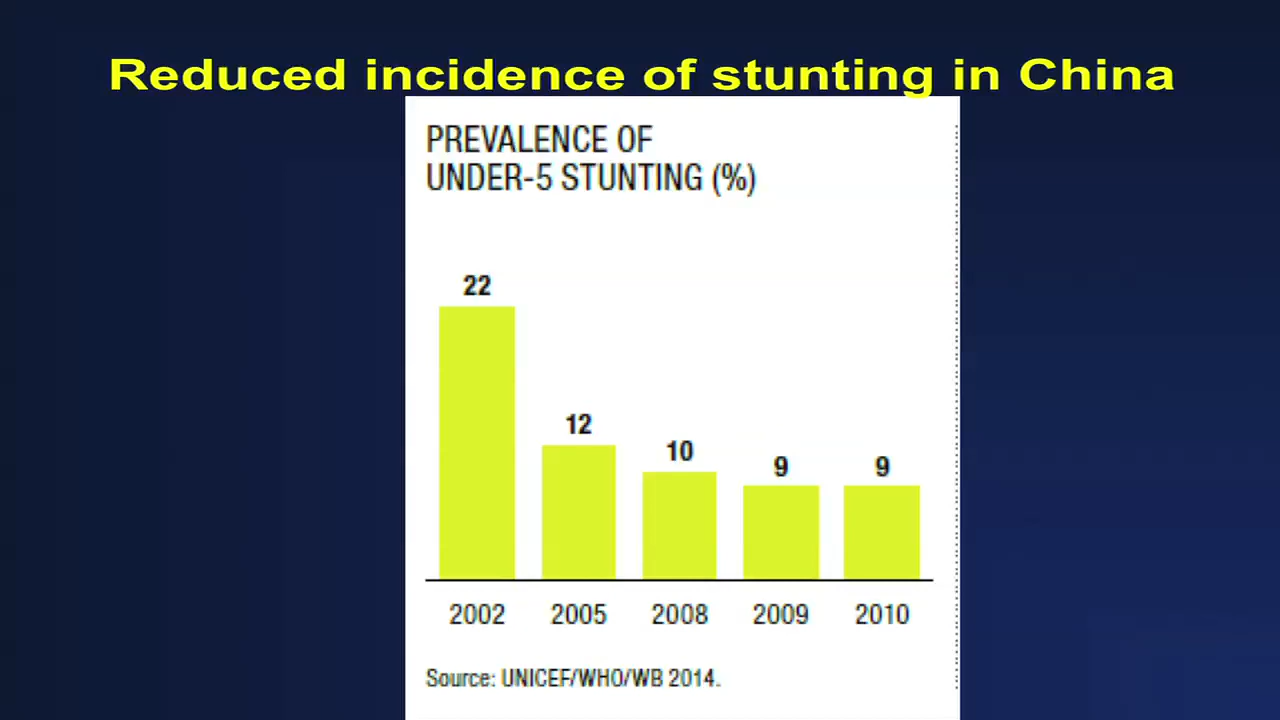 Reduced incidence of stunting in China
PREVALENCE OF
UNDER-5 STUNTING (%)
22
12
10
9
9
2002 2005 2008 2009 2010
Source: UNICEF/WHO/WB 2014.